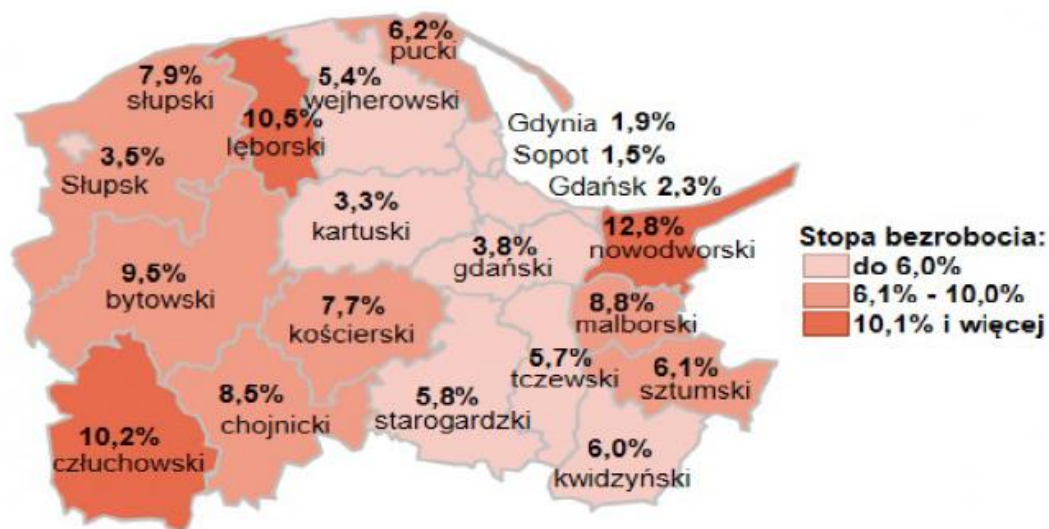 6,2%
pucki
7,9%
słupski
5,4%
wejherowski
10,5%
lęborski
Gdynia 1,9%
Sopot 1,5%
Gdańsk 2,3%
3,5%
Słupsk
3,3%
kartuski
3,8%
gdański
12,8%
nowodworski
9,5%
bytowski
7,7%
kościerski
8,8%
malborski
5,7%
tczewski
6,1%
sztumski
8,5%
chojnicki
5,8%
starogardzki
10,2%
człuchowski
6,0%
kwidzyński
Stopa bezrobocia:
do 6,0%
6,1% - 10,0%
10,1% i więcej